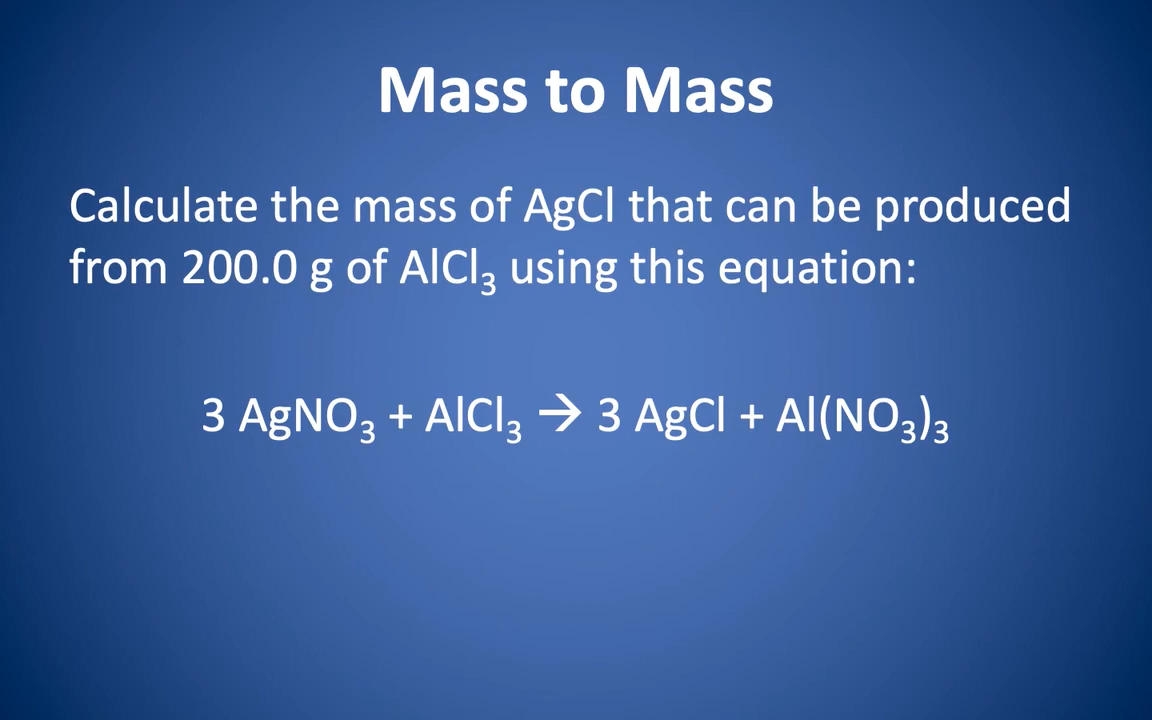 Mass to Mass
Calculate the mass of AgCl that can be produced
from 200.0 g of AlCl₃ using this equation:
3 AgNO₃ + AlCl₃ → 3 AgCl + Al(NO₃)₃